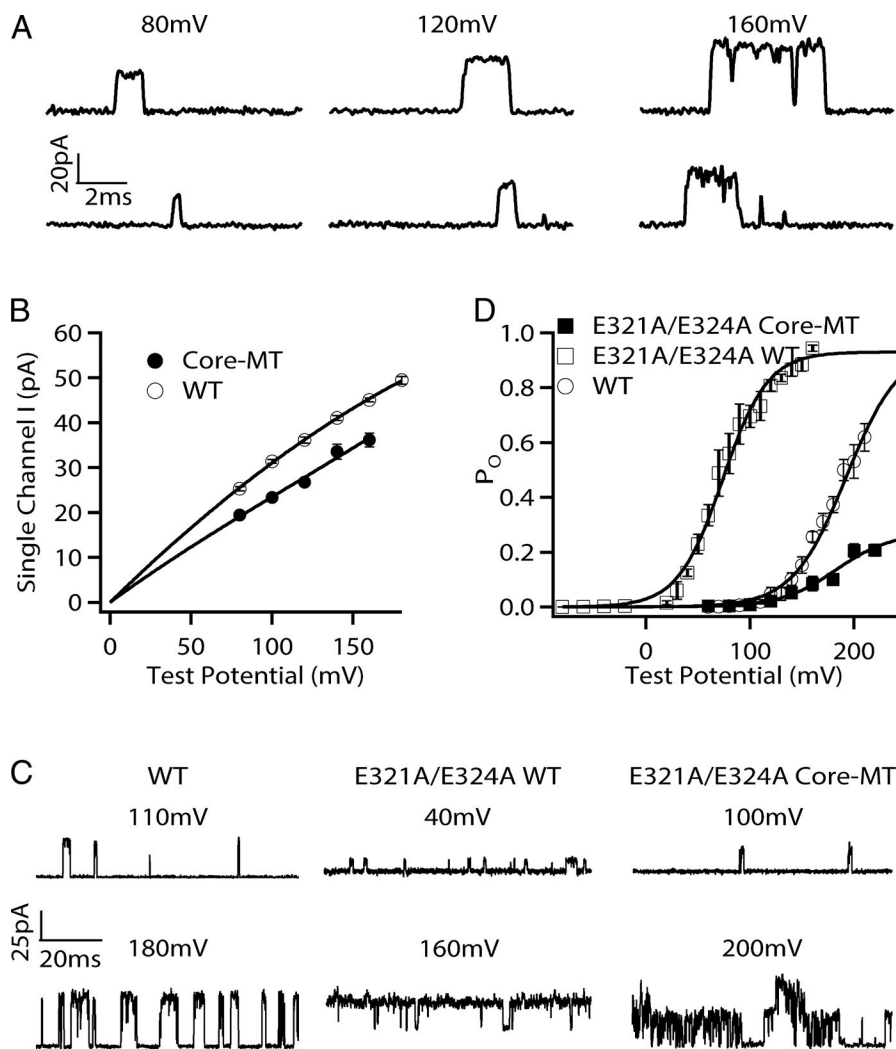 A
80mV
120mV
160mV
20pA
2ms
B
60
50
40
30
20
10
0
Single Channel I (pA)
Core-MT
WT
0
50
100
150
Test Potential (mV)
D
E321A/E324A Core-MT
E321A/E324A WT
WT
1.0
0.8
0.6
0.4
0.2
0.0
PO
0
100
200
Test Potential (mV)
C
WT
E321A/E324A WT
E321A/E324A Core-MT
110mV
40mV
100mV
25pA
20ms
180mV
160mV
200mV